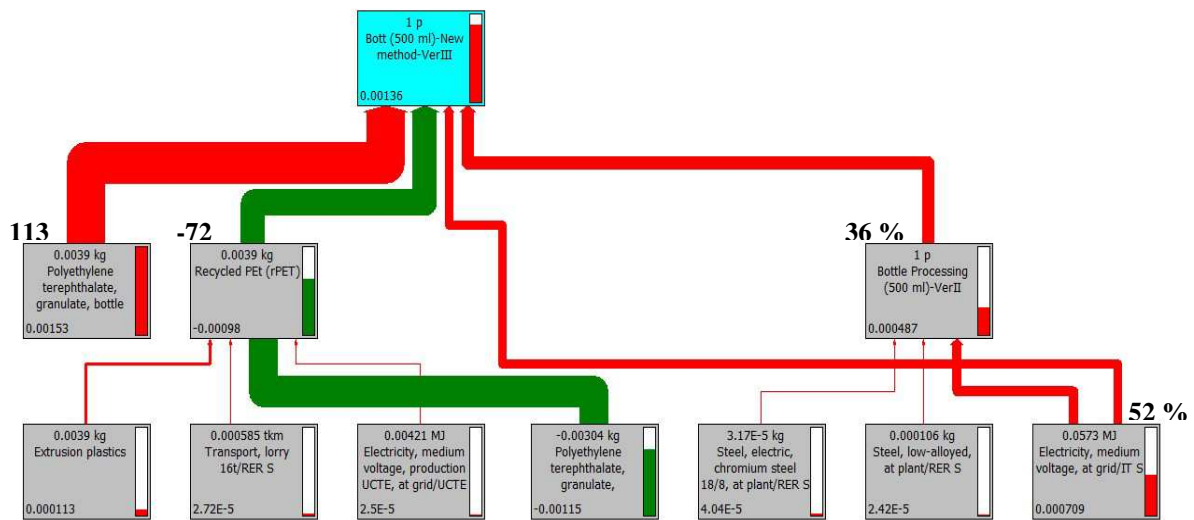 1 p
Bott (500 ml)-New
method-VerIII
0.00136
113
-72
36 %
0.0039 kg
Polyethylene
terephthalate,
granulate, bottle
0.00153
0.0039 kg
Recycled PEt (rPET)
-0.00098
1 p
Bottle Processing
(500 ml)-VerII
0.000487
52 %
0.0039 kg
Extrusion plastics
0.000113
0.000585 tkm
Transport, lorry
16t/RER S
2.72E-5
0.00421 MJ
Electricity, medium
voltage, production
UCTE, at grid/UCTE
2.5E-5
-0.00304 kg
Polyethylene
terephthalate,
granulate,
-0.00115
3.17E-5 kg
Steel, electric,
chromium steel
18/8, at plant/RER S
4.04E-5
0.000106 kg
Steel, low-alloyed,
at plant/RER S
2.42E-5
0.0573 MJ
Electricity, medium
voltage, at grid/IT S
0.000709